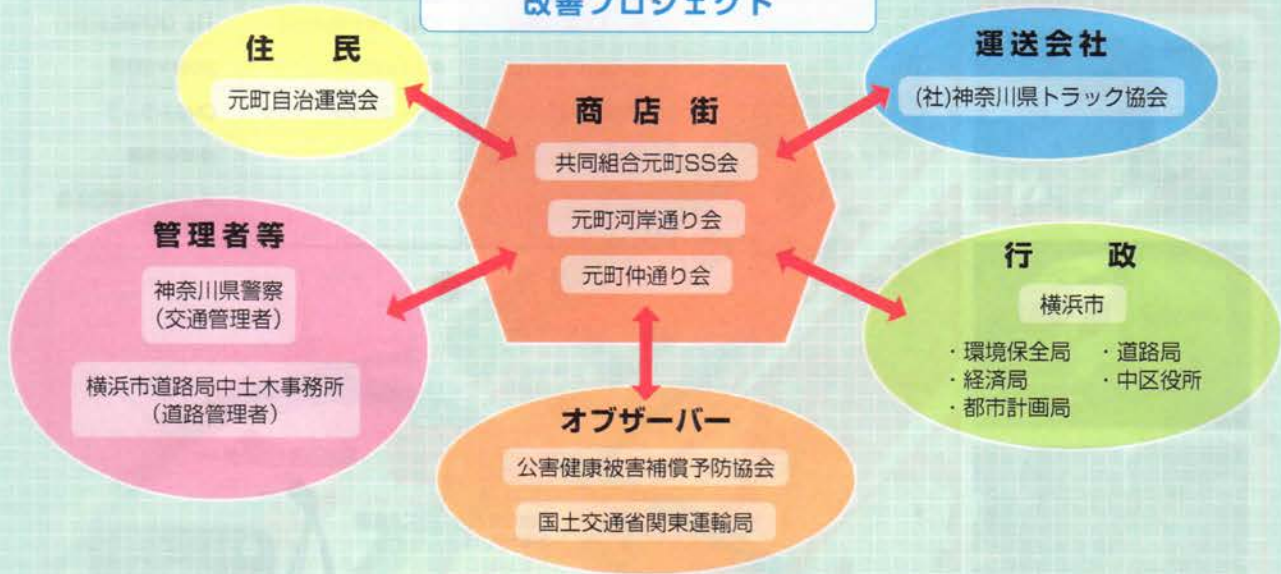 改善プロジェクト
住民
元町自治運営会
運送会社
(社)神奈川県トラック協会
商店街
共同組合元町SS会
元町河岸通り会
元町仲通り会
管理者等
神奈川県警察
(交通管理者)
横浜市道路局中土木事務所
(道路管理者)
行政
横浜市
・環境保全局 ・道路局
・経済局 ・中区役所
・都市計画局
オブザーバー
公害健康被害補償予防協会
国土交通省関東運輸局